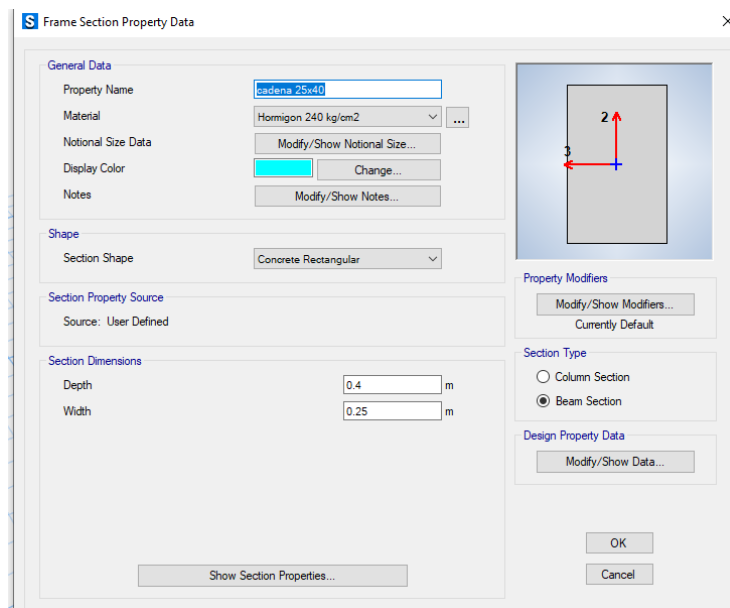 S Frame Section Property Data
General Data
Property Name cadena 25x40
Material Hormigon 240 kg/cm2 ...
Notional Size Data Modify/Show Notional Size...
Display Color Change...
Notes Modify/Show Notes...
Shape
Section Shape Concrete Rectangular
Section Property Source
Source: User Defined
Section Dimensions
Depth 0.4 m
Width 0.25 m
Show Section Properties...
2
3
Property Modifiers
Modify/Show Modifiers...
Currently Default
Section Type
Column Section
Beam Section
Design Property Data
Modify/Show Data...
OK
Cancel